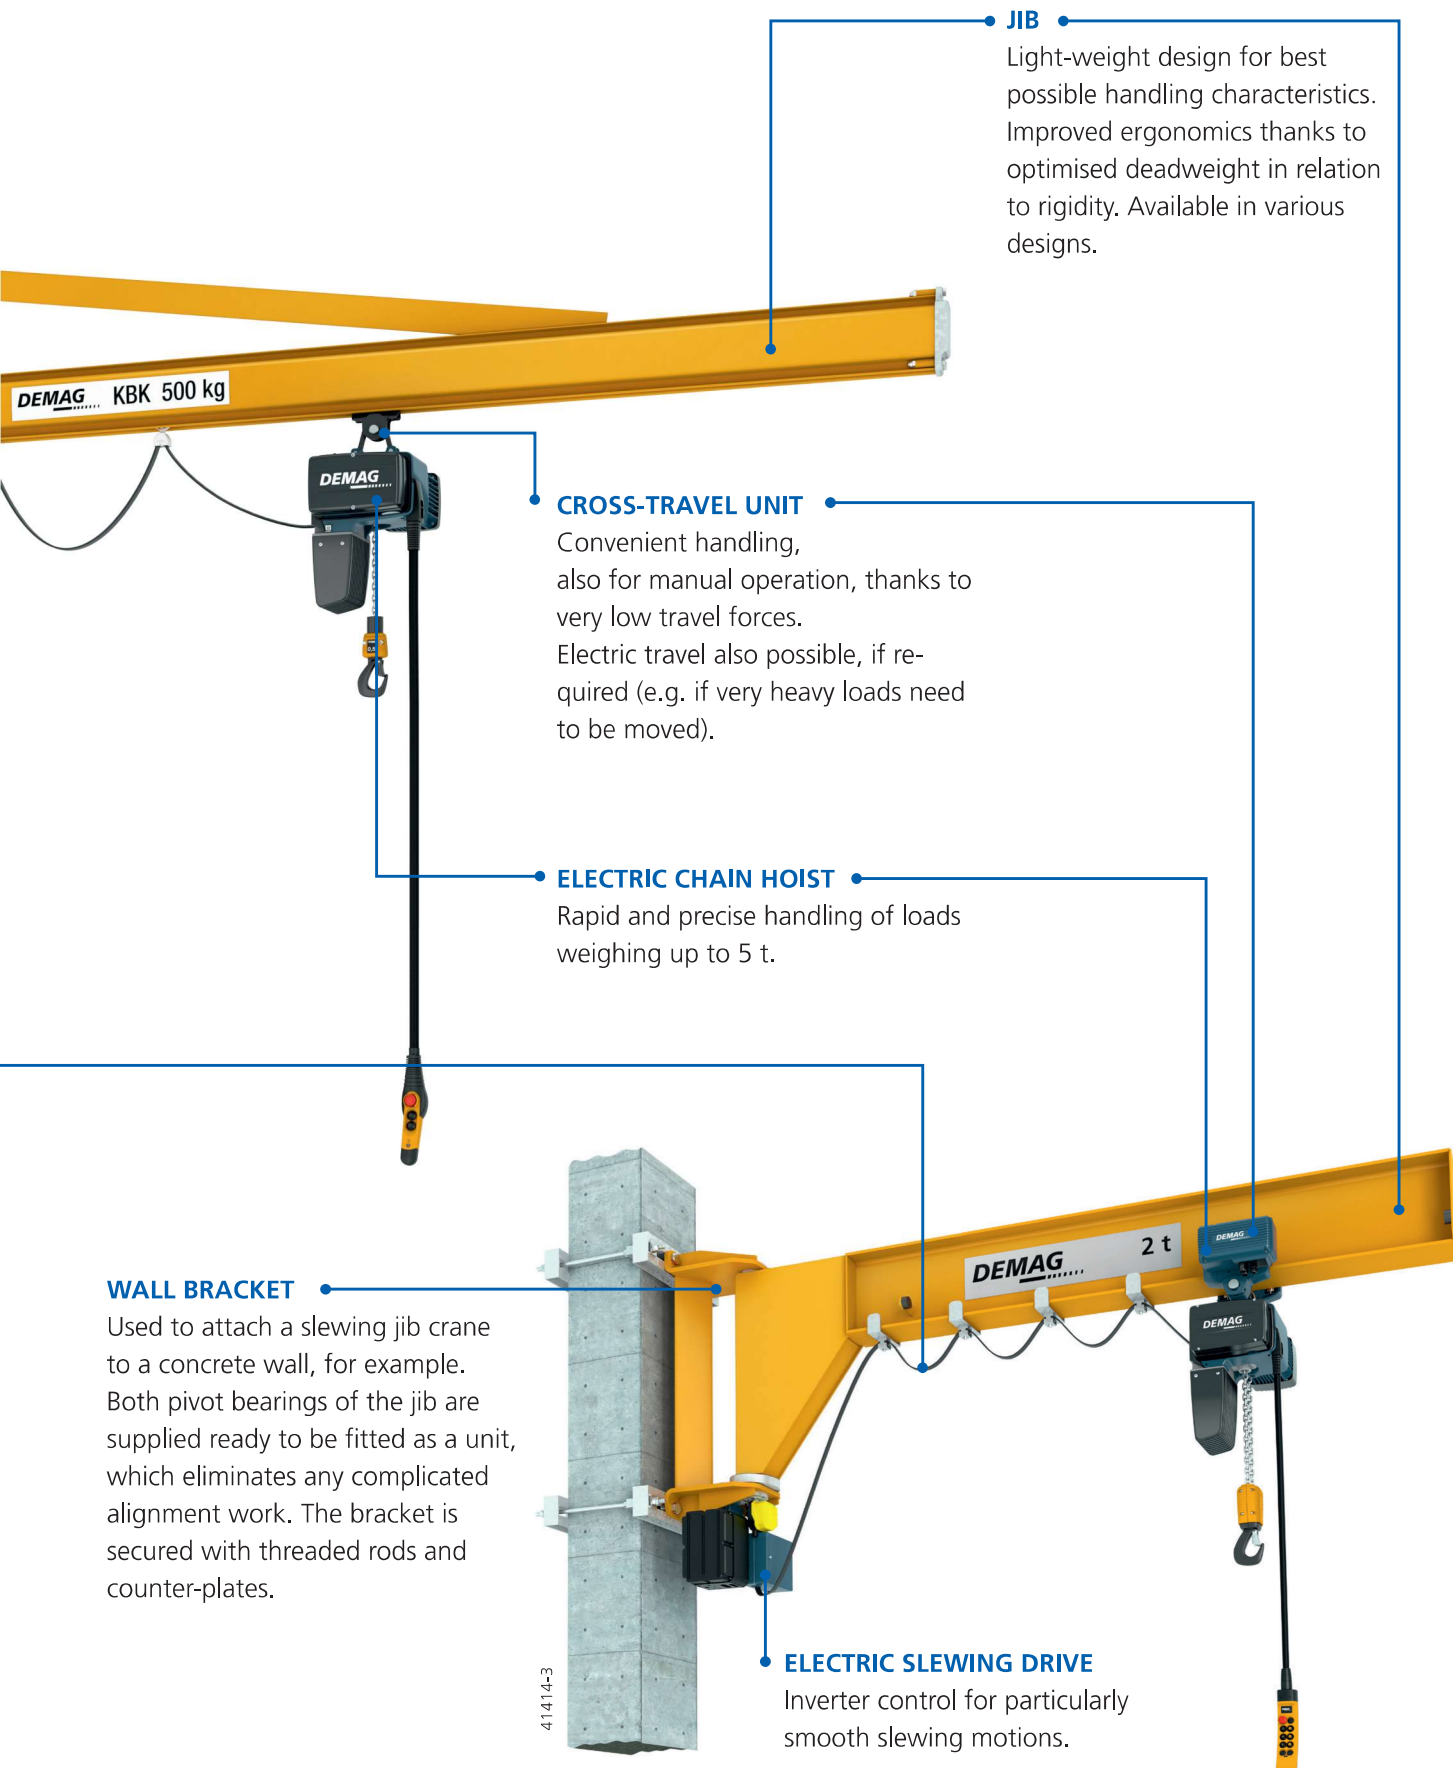 JIB
Light-weight design for best
possible handling characteristics.
Improved ergonomics thanks to
optimised deadweight in relation
to rigidity. Available in various
designs.
DEMAG KBK 500 kg
DEMAG
CROSS-TRAVEL UNIT
Convenient handling,
also for manual operation, thanks to
very low travel forces.
Electric travel also possible, if re-
quired (e.g. if very heavy loads need
to be moved).
ELECTRIC CHAIN HOIST
Rapid and precise handling of loads
weighing up to 5 t.
DEMAG 2 t
DEMAG
DEMAG
WALL BRACKET
Used to attach a slewing jib crane
to a concrete wall, for example.
Both pivot bearings of the jib are
supplied ready to be fitted as a unit,
which eliminates any complicated
alignment work. The bracket is
secured with threaded rods and
counter-plates.
41414-3
ELECTRIC SLEWING DRIVE
Inverter control for particularly
smooth slewing motions.